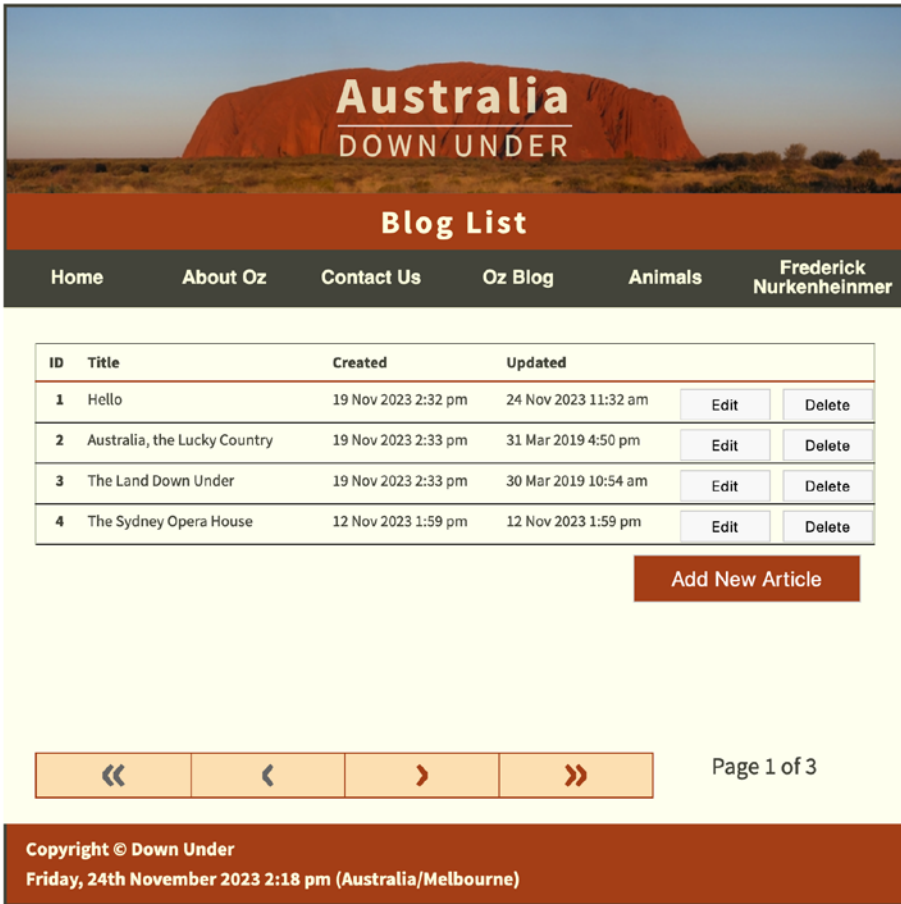 Australia
DOWN UNDER
Blog List
Home About Oz Contact Us Oz Blog Animals Frederick Nurkenheinmer
ID Title Created Updated
1 Hello 19 Nov 2023 2:32 pm 24 Nov 2023 11:32 am Edit Delete
2 Australia, the Lucky Country 19 Nov 2023 2:33 pm 31 Mar 2019 4:50 pm Edit Delete
3 The Land Down Under 19 Nov 2023 2:33 pm 30 Mar 2019 10:54 am Edit Delete
4 The Sydney Opera House 12 Nov 2023 1:59 pm 12 Nov 2023 1:59 pm Edit Delete
Add New Article
« ‹ › » Page 1 of 3
Copyright © Down Under
Friday, 24th November 2023 2:18 pm (Australia/Melbourne)